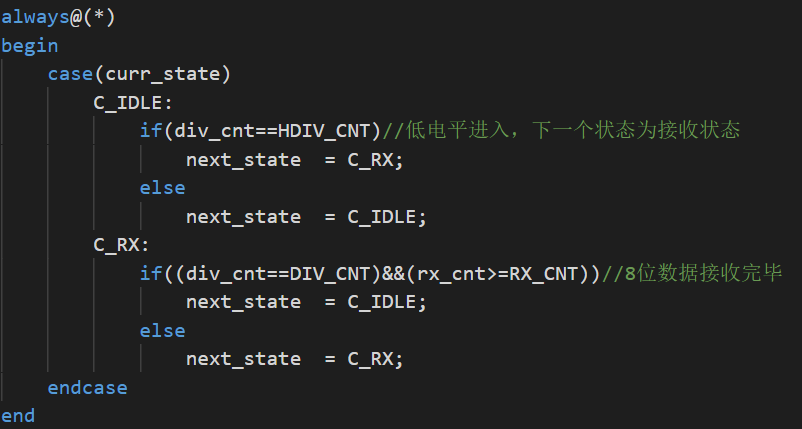 always@(*)
begin
    case(curr_state)
        C_IDLE:
            if(div_cnt==HDIV_CNT)//低电平进入，下一个状态为接收状态
                next_state  = C_RX;
            else
                next_state  = C_IDLE;
        C_RX:
            if((div_cnt==DIV_CNT)&&(rx_cnt>=RX_CNT))//8位数据接收完毕
                next_state  = C_IDLE;
            else
                next_state  = C_RX;
    endcase
end